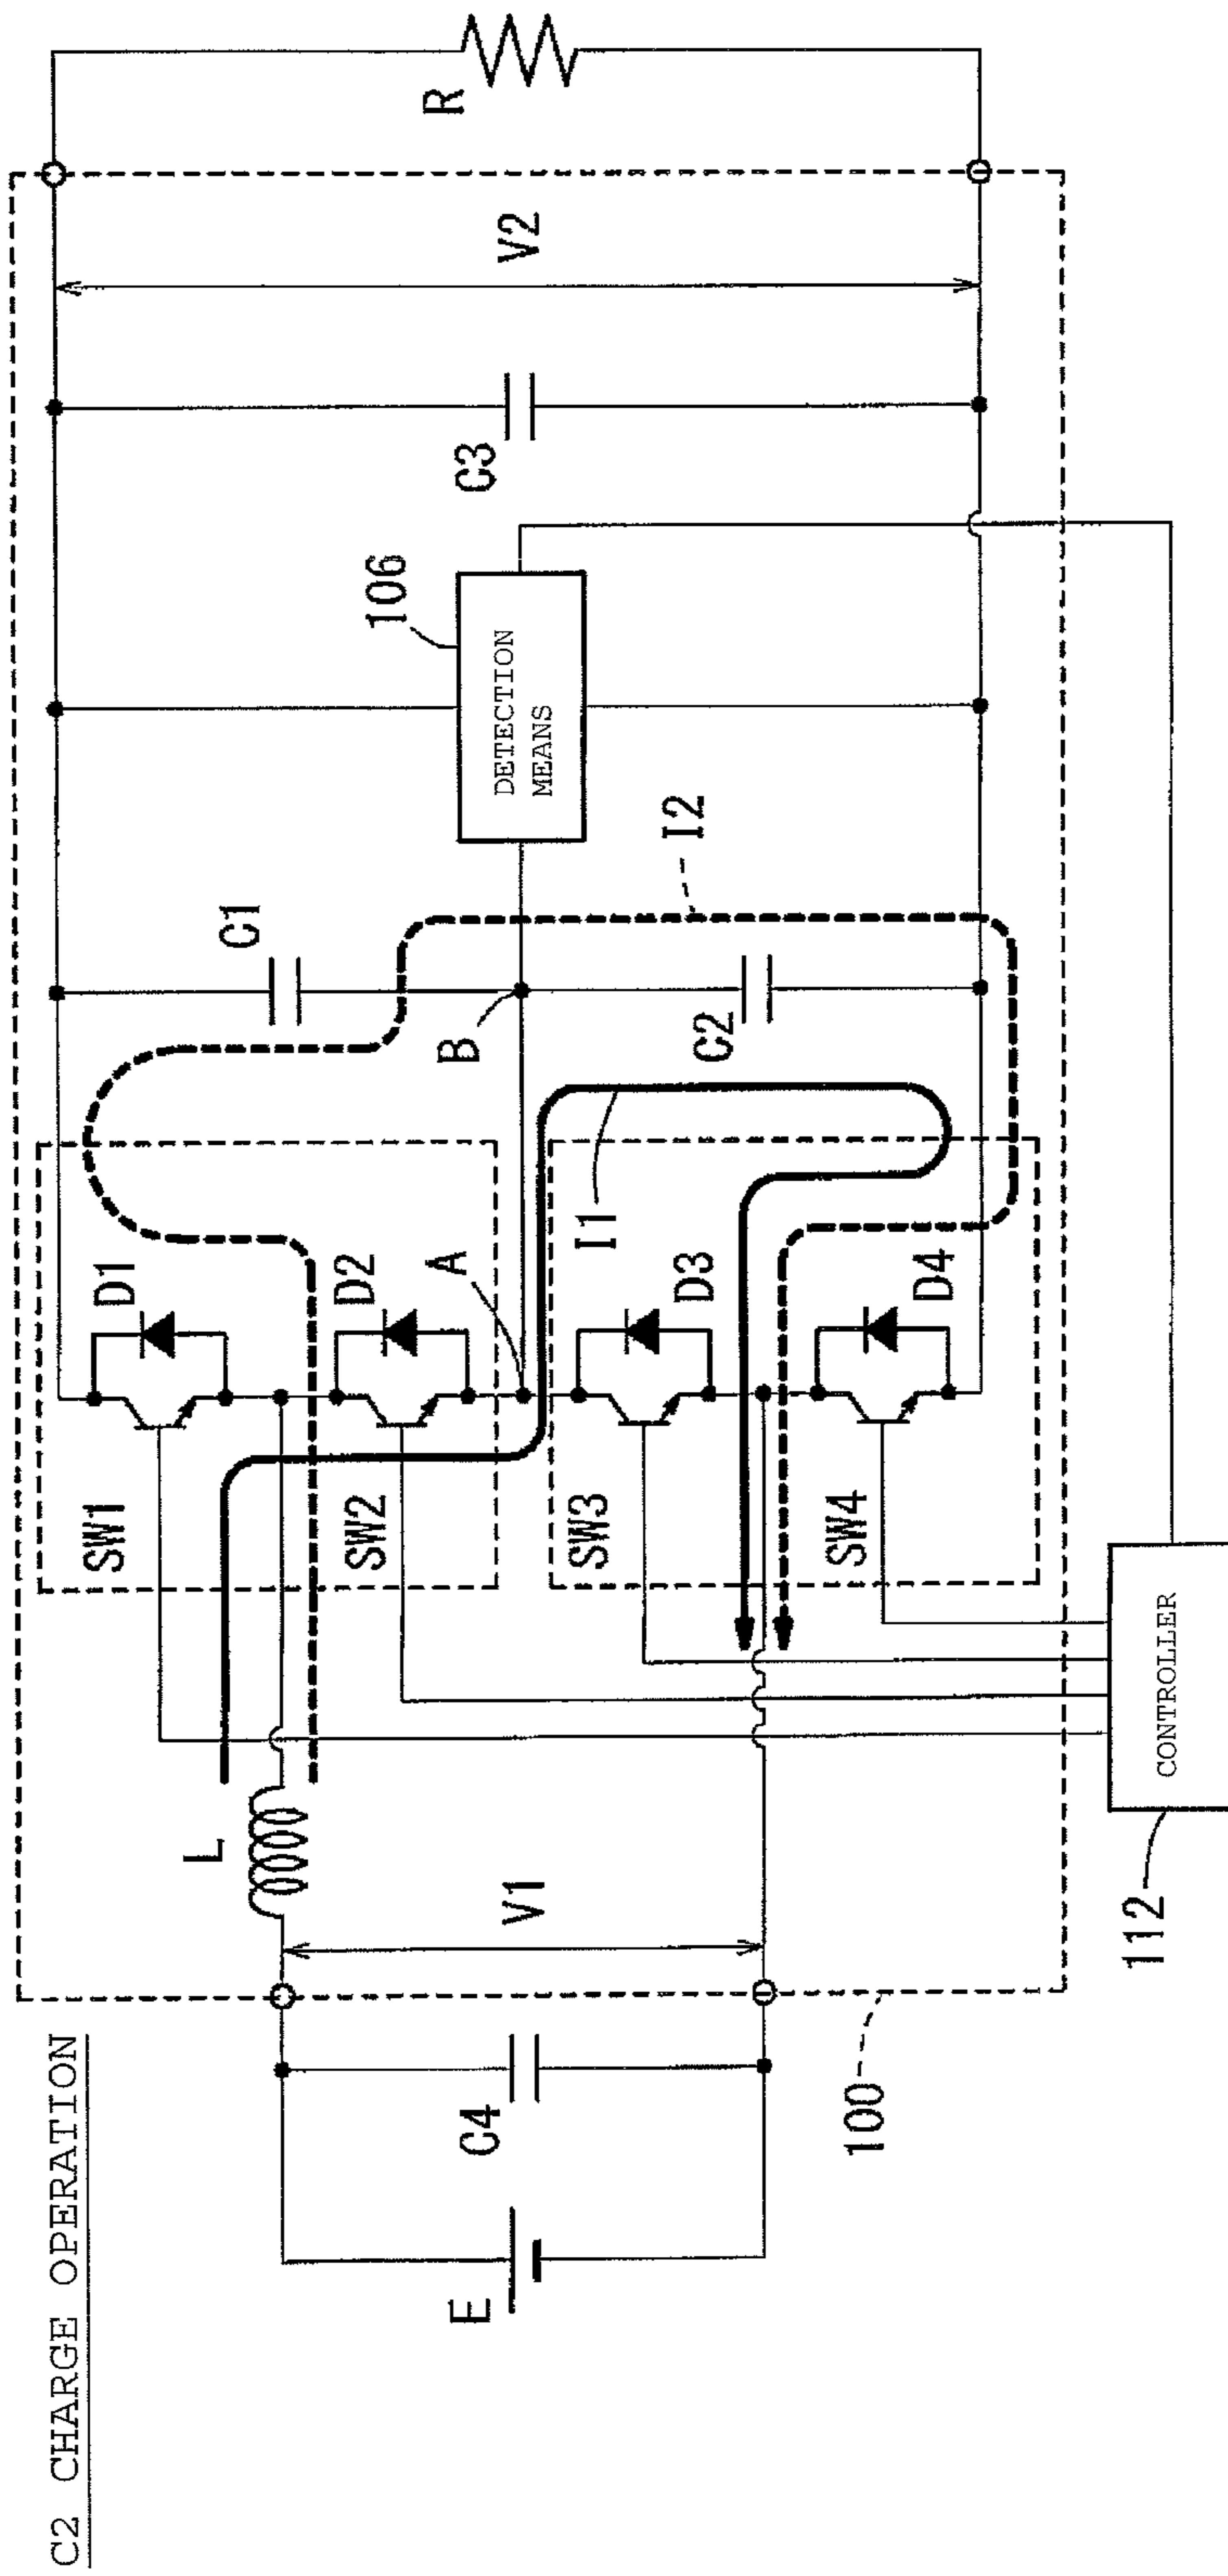 C2 CHARGE OPERATION
E
C4
100
V1
L
112
CONTROLLER
SW1
SW2
SW3
SW4
D1
D2
D3
D4
A
I1
B
C1
C2
I2
DETECTION
MEANS
106
C3
V2
R